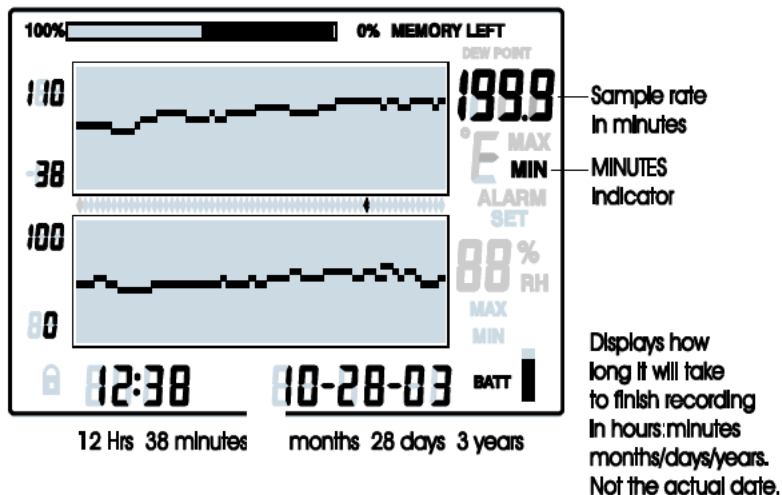 100% 0% MEMORY LEFT
DEW POINT
110 199.9 Sample rate
in minutes
°E MAX
-38 MIN MINUTES
indicator
ALARM
SET
100
88 % RH
MAX
MIN
0
12:38 10-28-03 BATT
12 Hrs 38 minutes months 28 days 3 years
Displays how
long it will take
to finish recording
in hours:minutes
months/days/years.
Not the actual date.